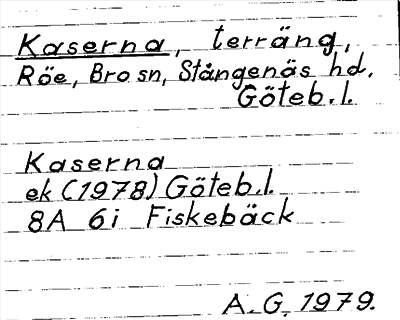 Kaserna, terräng,
Röe, Bro sn, Stångenäs hd.
Göteb.l.
Kaserna
ek (1978) Göteb.l.
8A 6i Fiskebäck
A. G. 1979.